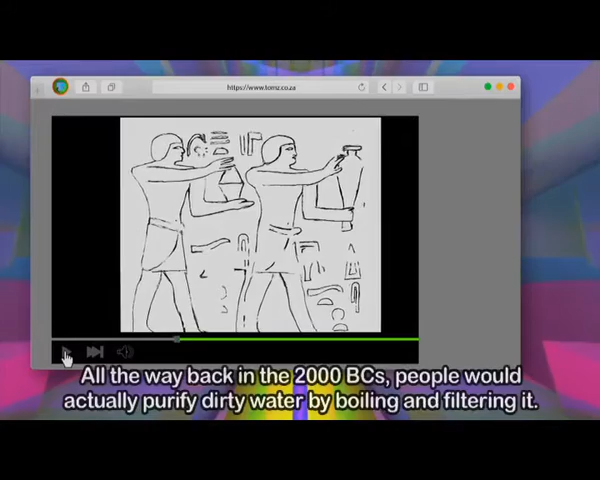 https://www.tomz.co.za
All the way back in the 2000 BCs, people would
actually purify dirty water by boiling and filtering it.